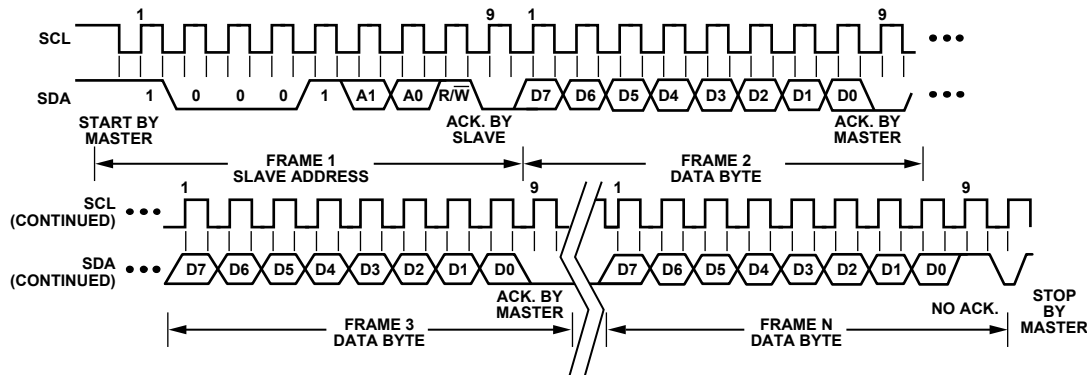 1 9 1 9
SCL •••
SDA 1 0 0 0 1 A1 A0 R/W̅ D7 D6 D5 D4 D3 D2 D1 D0 •••
START BY MASTER
ACK. BY SLAVE
ACK. BY MASTER
FRAME 1
SLAVE ADDRESS
FRAME 2
DATA BYTE
1 9 1 9
SCL
(CONTINUED) •••
SDA
(CONTINUED) ••• D7 D6 D5 D4 D3 D2 D1 D0 D7 D6 D5 D4 D3 D2 D1 D0
ACK. BY
MASTER
NO ACK.
STOP
BY
MASTER
FRAME 3
DATA BYTE
FRAME N
DATA BYTE